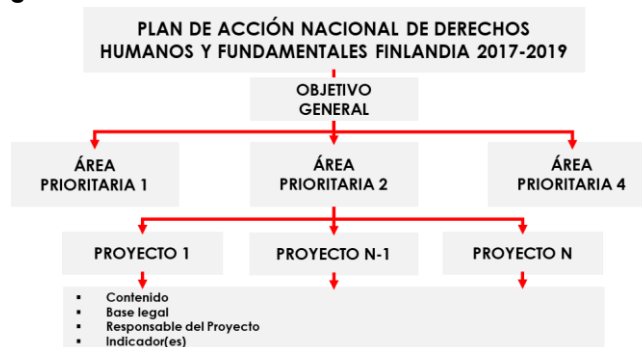 PLAN DE ACCIÓN NACIONAL DE DERECHOS
HUMANOS Y FUNDAMENTALES FINLANDIA 2017-2019
OBJETIVO
GENERAL
ÁREA
PRIORITARIA 1
ÁREA
PRIORITARIA 2
ÁREA
PRIORITARIA 4
PROYECTO 1
PROYECTO N-1
PROYECTO N
▪ Contenido
▪ Base legal
▪ Responsable del Proyecto
▪ Indicador(es)